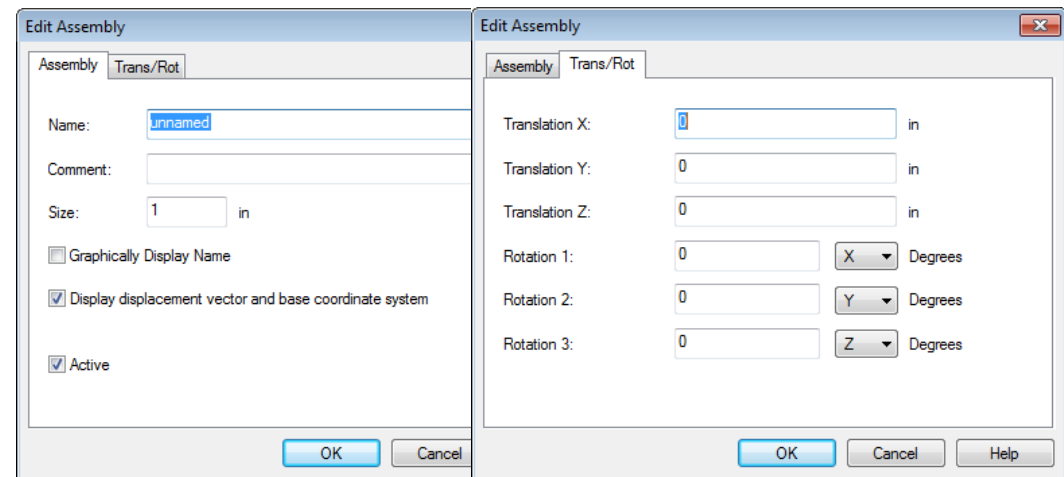 Edit Assembly
Assembly Trans/Rot
Name: unnamed
Comment:
Size: 1 in
Graphically Display Name
Display displacement vector and base coordinate system
Active
OK Cancel
Edit Assembly
Assembly Trans/Rot
Translation X: 0 in
Translation Y: 0 in
Translation Z: 0 in
Rotation 1: 0 X Degrees
Rotation 2: 0 Y Degrees
Rotation 3: 0 Z Degrees
OK Cancel Help